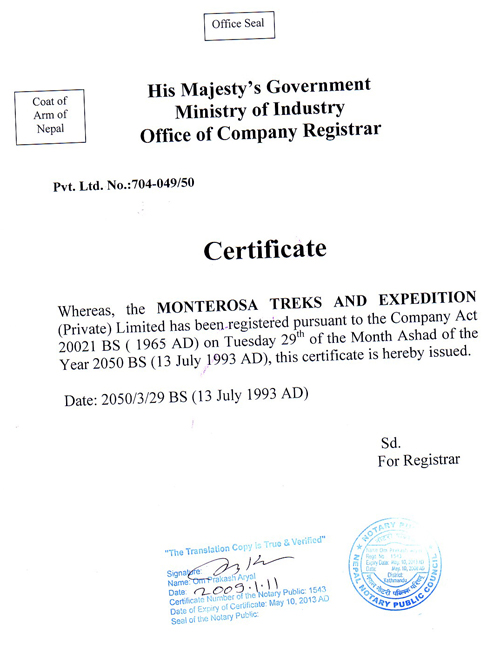 Office Seal
Coat of
Arm of
Nepal
His Majesty's Government
Ministry of Industry
Office of Company Registrar
Pvt. Ltd. No.:704-049/50
Certificate
Whereas, the MONTEROSA TREKS AND EXPEDITION
(Private) Limited has been registered pursuant to the Company Act
20021 BS ( 1965 AD) on Tuesday 29th of the Month Ashad of the
Year 2050 BS (13 July 1993 AD), this certificate is hereby issued.
Date: 2050/3/29 BS (13 July 1993 AD)
Sd.
For Registrar
"The Translation Copy is True & Verified"
Signature:
Name: Om Prakash Aryal
Date: 2009.1.11
Certificate Number of the Notary Public: 1543
Date of Expiry of Certificate: May 10, 2013 AD
Seal of the Notary Public:
NOTARY
NEPAL NOTARY PUBLIC COUNCIL